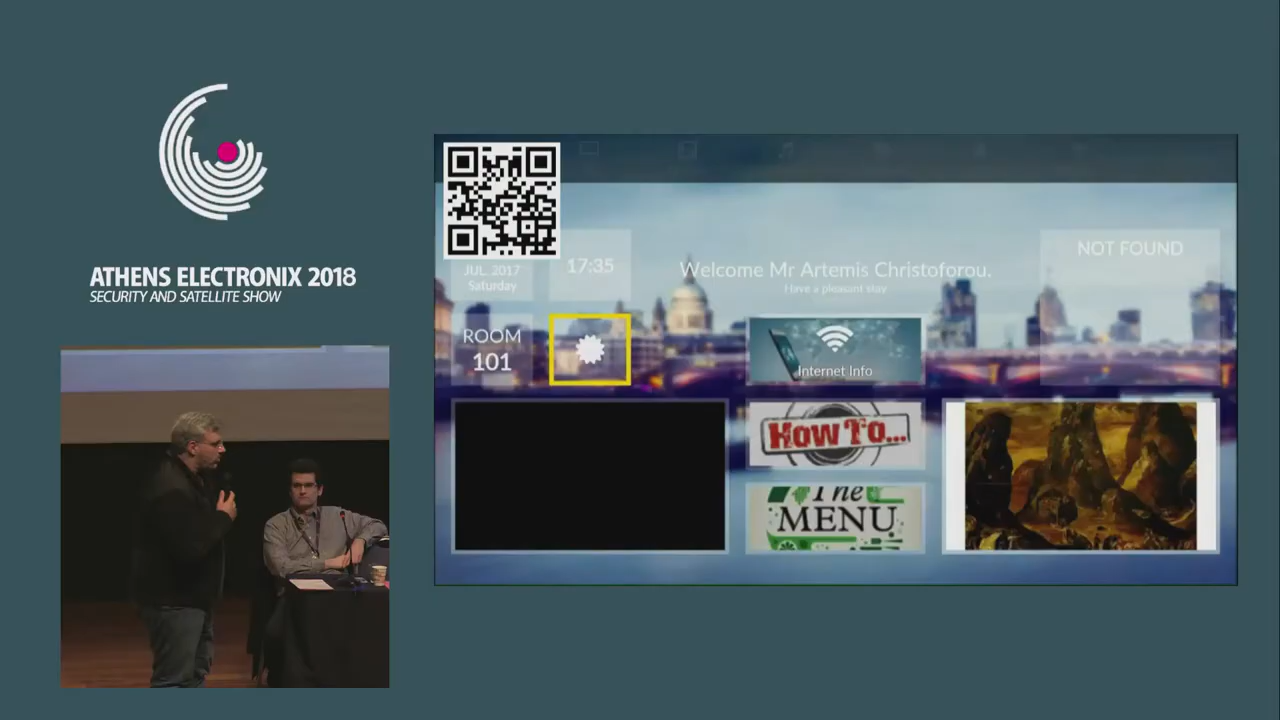 ATHENS ELECTRONIX 2018
SECURITY AND SATELLITE SHOW
JUL. 2017
Saturday
17:35
Welcome Mr Artemis Christoforou.
Have a pleasant stay
NOT FOUND
ROOM
101
Internet Info
How To...
The
MENU